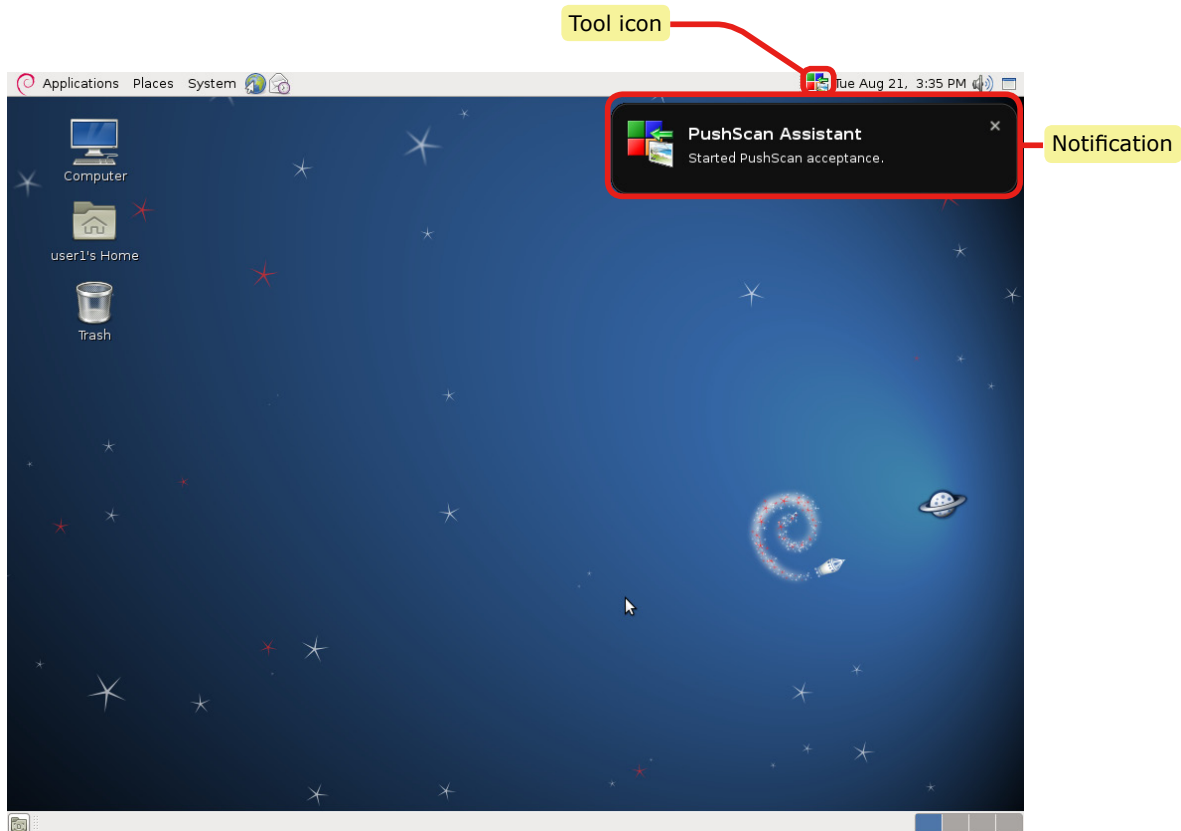 Tool icon
Applications Places System
Tue Aug 21, 3:35 PM
PushScan Assistant
Started PushScan acceptance.
Notification
Computer
user1's Home
Trash